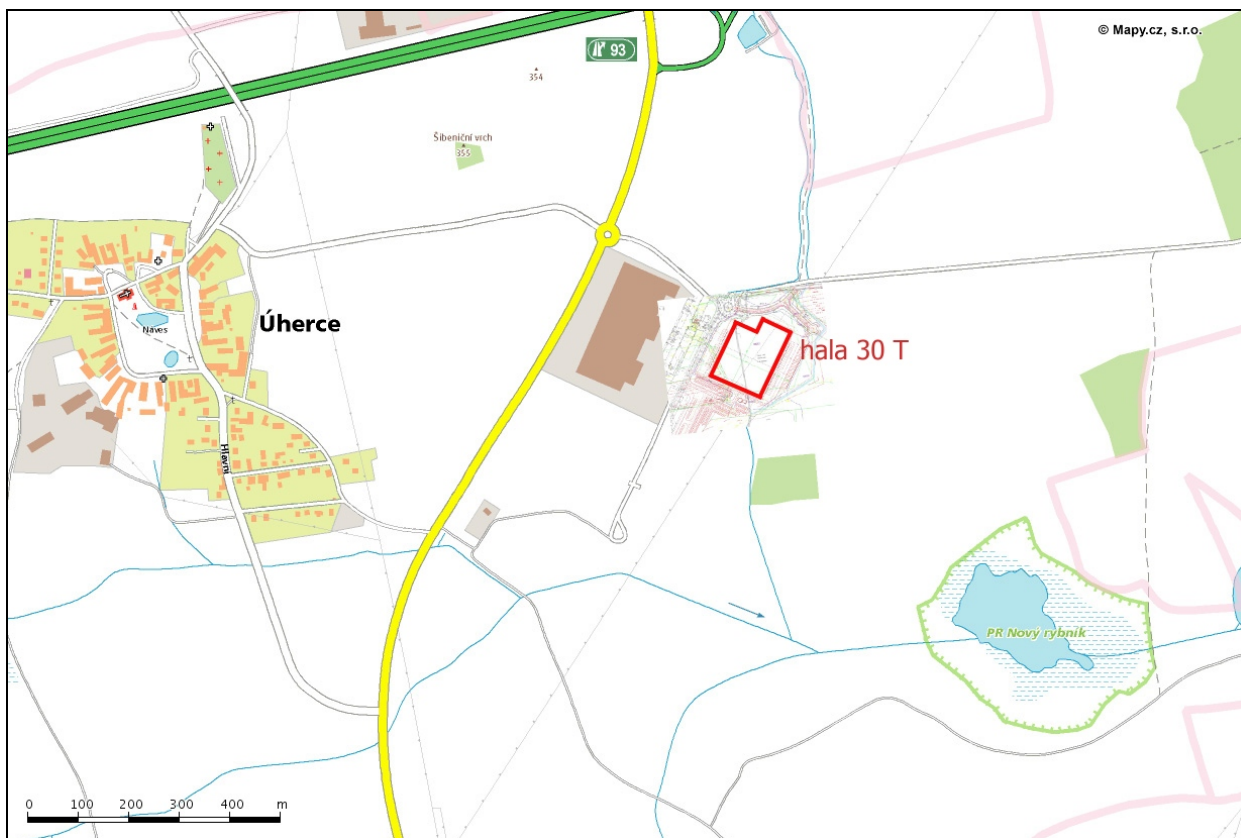 © Mapy.cz, s.r.o.
93
354
Šibeniční vrch
355
Úherce
Náves
hala 30 T
Hlavní
PR Nový rybník
0 100 200 300 400 m